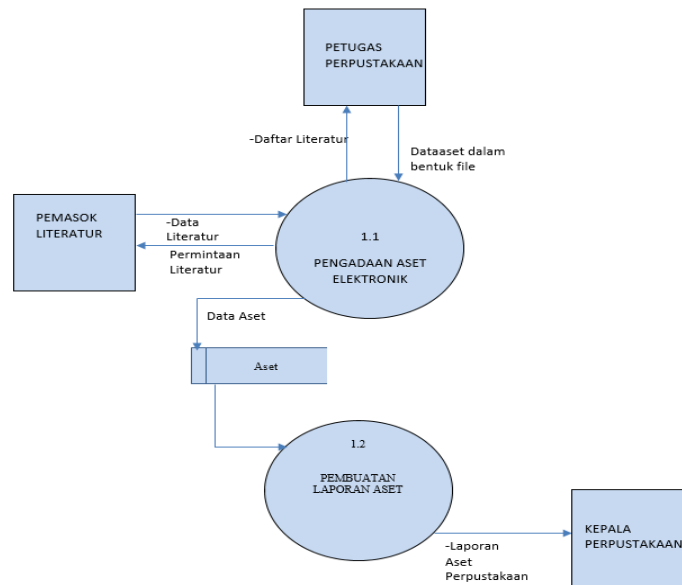 PETUGAS
PERPUSTAKAAN
-Daftar Literatur
Dataaset dalam
bentuk file
PEMASOK
LITERATUR
-Data
Literatur
Permintaan
Literatur
1.1
PENGADAAN ASET
ELEKTRONIK
Data Aset
Aset
1.2
PEMBUATAN
LAPORAN ASET
-Laporan
Aset
Perpustakaan
KEPALA
PERPUSTAKAAN